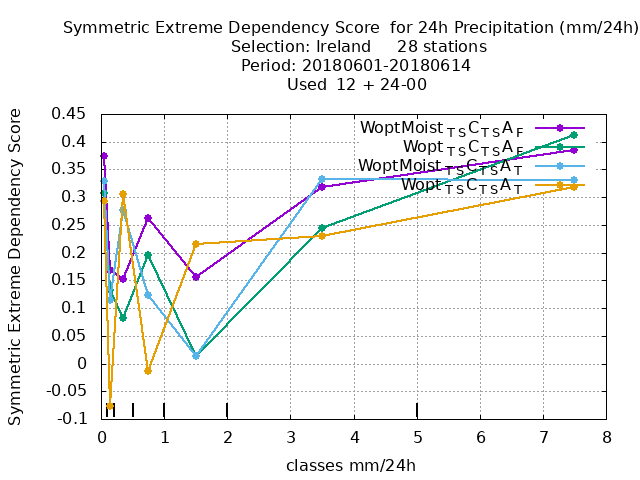 Symmetric Extreme Dependency Score  for 24h Precipitation (mm/24h)
Selection: Ireland     28 stations
Period: 20180601-20180614
Used  12 + 24-00
Symmetric Extreme Dependency Score
0.45
0.4
0.35
0.3
0.25
0.2
0.15
0.1
0.05
0
-0.05
-0.1
WoptMoist TS C TS A F
Wopt TS C TS A F
WoptMoist TS C TS A T
Wopt TS C TS A T
0 1 2 3 4 5 6 7 8
classes mm/24h